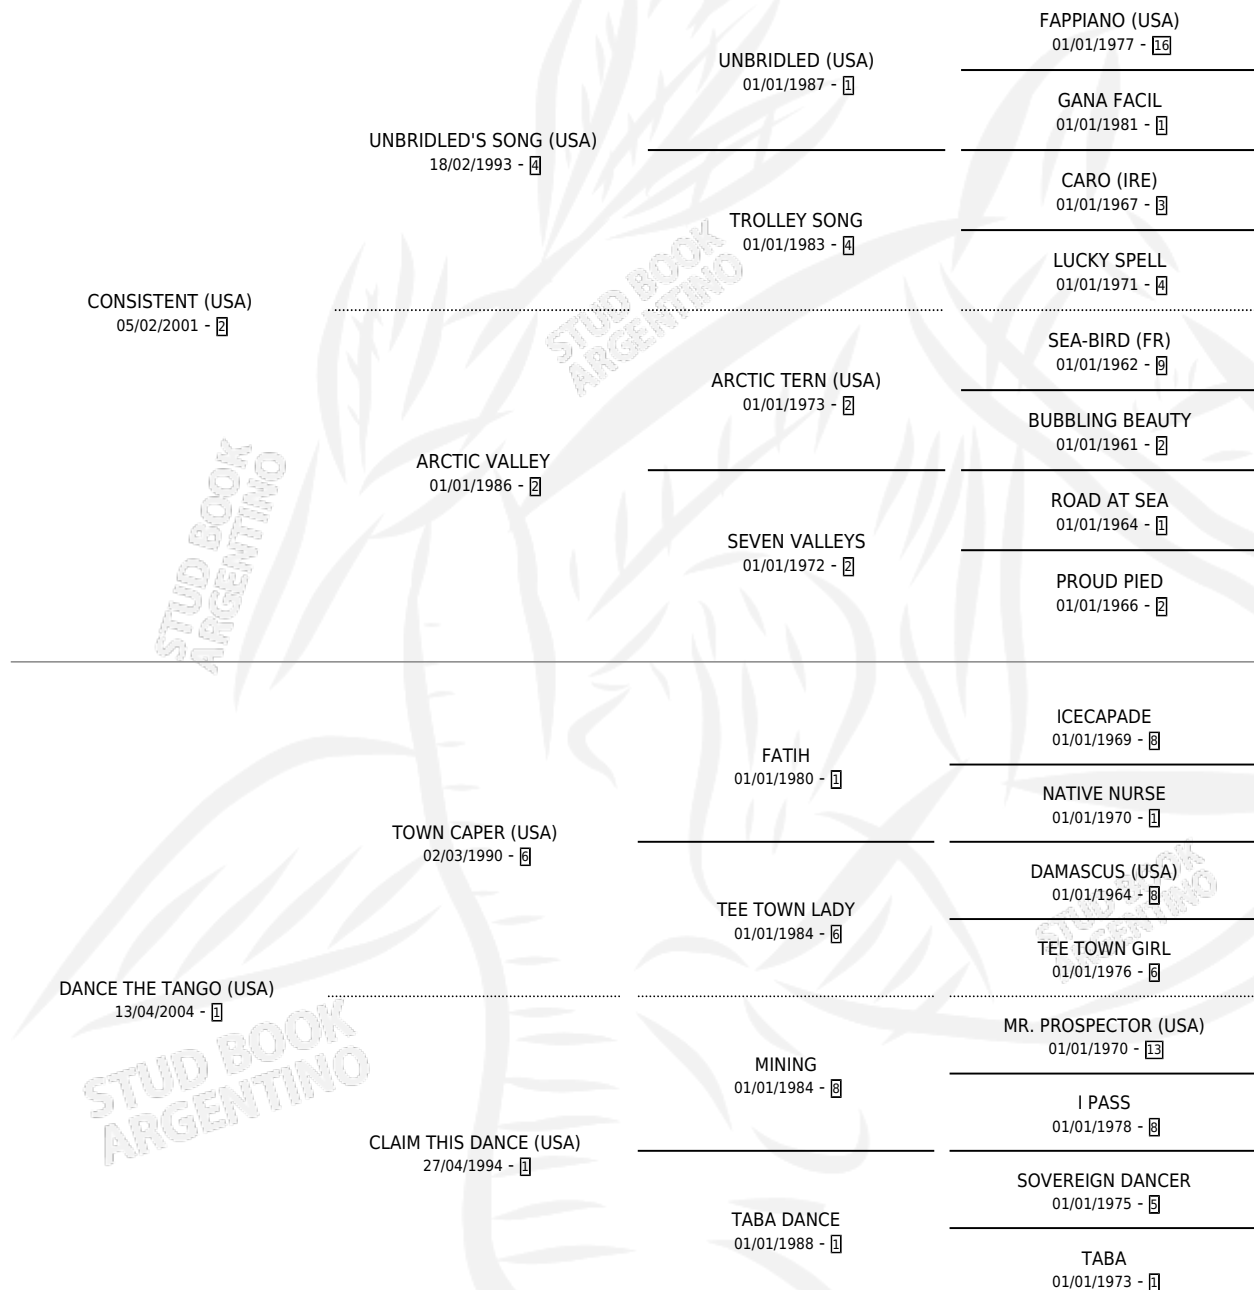 FAPPIANO (USA)
01/01/1977 - 16
UNBRIDLED (USA)
01/01/1987 - 1
GANA FACIL
01/01/1981 - 1
UNBRIDLED'S SONG (USA)
18/02/1993 - 4
CARO (IRE)
01/01/1967 - 3
TROLLEY SONG
01/01/1983 - 4
LUCKY SPELL
01/01/1971 - 4
CONSISTENT (USA)
05/02/2001 - 2
STUD BOOK
ARGENTINO
SEA-BIRD (FR)
01/01/1962 - 9
ARCTIC TERN (USA)
01/01/1973 - 2
BUBBLING BEAUTY
01/01/1961 - 2
ARCTIC VALLEY
01/01/1986 - 2
ROAD AT SEA
01/01/1964 - 1
SEVEN VALLEYS
01/01/1972 - 2
PROUD PIED
01/01/1966 - 2
STUD BOOK
ARGENTINO
ICECAPADE
01/01/1969 - 8
FATIH
01/01/1980 - 1
NATIVE NURSE
01/01/1970 - 1
TOWN CAPER (USA)
02/03/1990 - 6
DAMASCUS (USA)
01/01/1964 - 8
STUD BOOK
ARGENTINO
TEE TOWN LADY
01/01/1984 - 6
TEE TOWN GIRL
01/01/1976 - 6
DANCE THE TANGO (USA)
13/04/2004 - 1
STUD BOOK
ARGENTINO
MR. PROSPECTOR (USA)
01/01/1970 - 13
MINING
01/01/1984 - 8
I PASS
01/01/1978 - 8
CLAIM THIS DANCE (USA)
27/04/1994 - 1
SOVEREIGN DANCER
01/01/1975 - 5
TABA DANCE
01/01/1988 - 1
TABA
01/01/1973 - 1